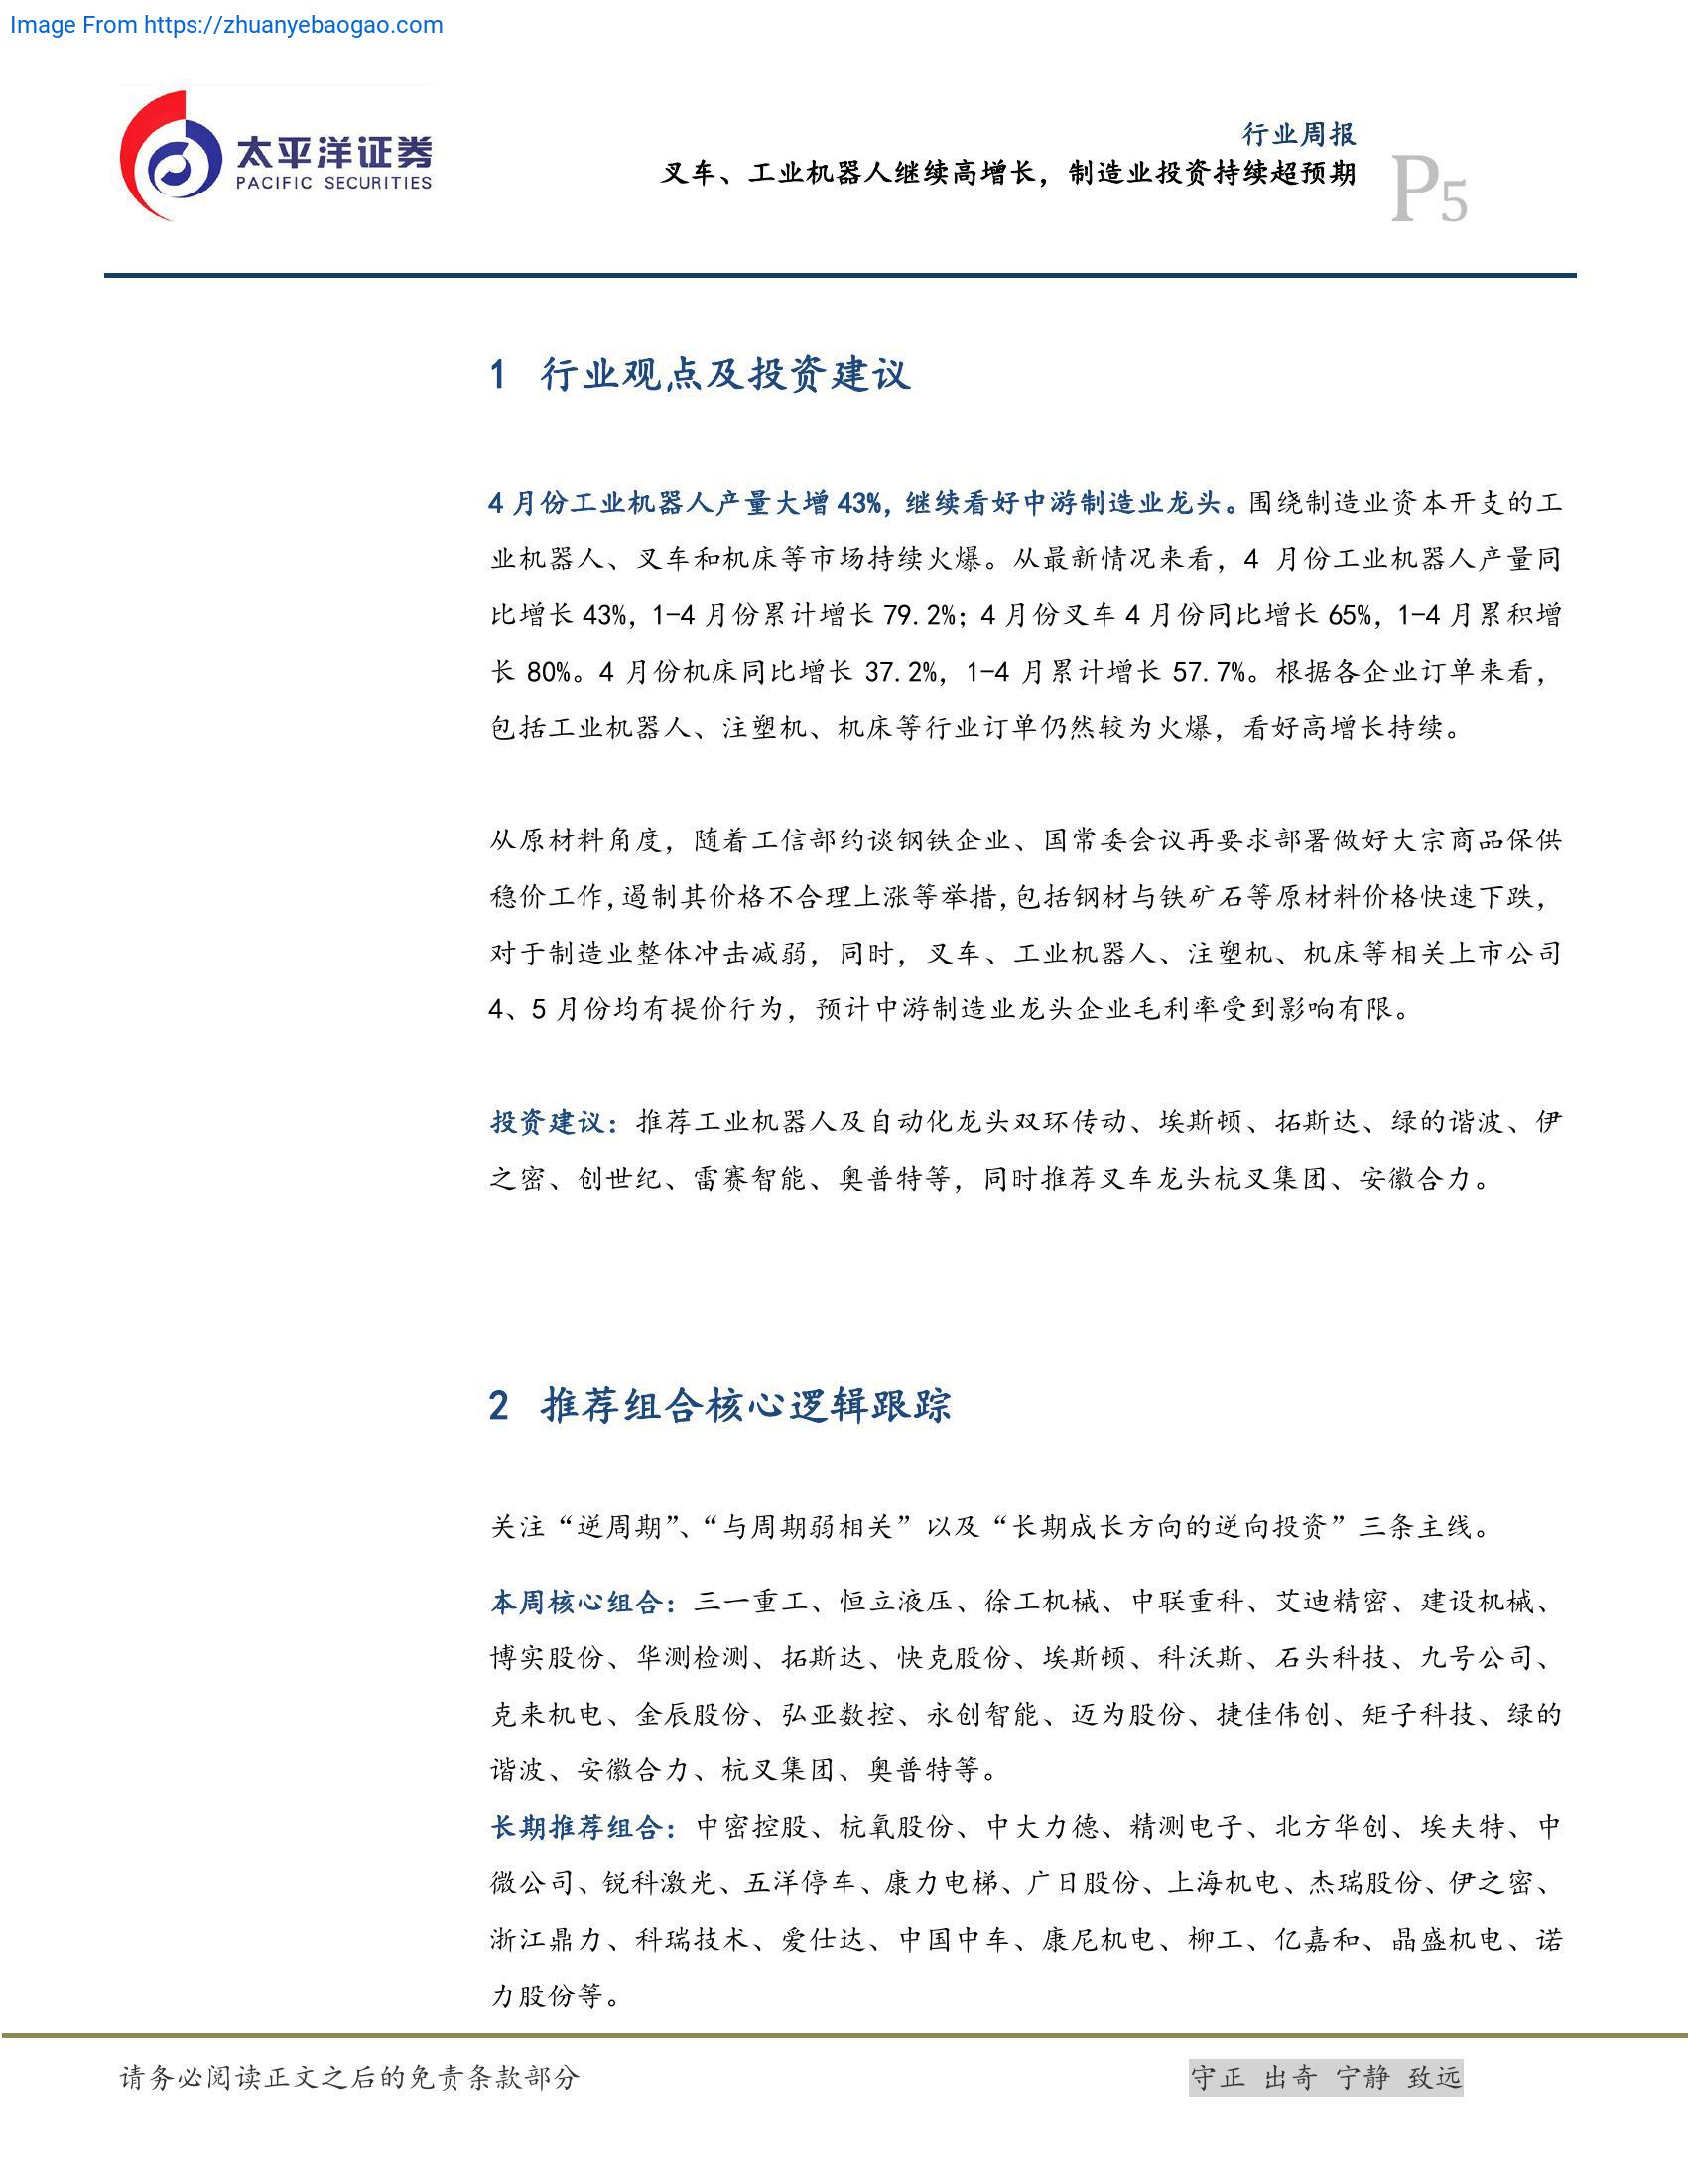 Image From https://zhuanyebaogao.com
太平洋证券
PACIFIC SECURITIES
行业周报
叉车、工业机器人继续高增长，制造业投资持续超预期
P5
1 行业观点及投资建议
4 月份工业机器人产量大增 43%，继续看好中游制造业龙头。围绕制造业资本开支的工
业机器人、叉车和机床等市场持续火爆。从最新情况来看，4 月份工业机器人产量同
比增长 43%，1-4 月份累计增长 79.2%；4 月份叉车 4 月份同比增长 65%，1-4 月累积增
长 80%。4 月份机床同比增长 37.2%，1-4 月累计增长 57.7%。根据各企业订单来看，
包括工业机器人、注塑机、机床等行业订单仍然较为火爆，看好高增长持续。
从原材料角度，随着工信部约谈钢铁企业、国常委会议再要求部署做好大宗商品保供
稳价工作，遏制其价格不合理上涨等举措，包括钢材与铁矿石等原材料价格快速下跌，
对于制造业整体冲击减弱，同时，叉车、工业机器人、注塑机、机床等相关上市公司
4、5 月份均有提价行为，预计中游制造业龙头企业毛利率受到影响有限。
投资建议：推荐工业机器人及自动化龙头双环传动、埃斯顿、拓斯达、绿的谐波、伊
之密、创世纪、雷赛智能、奥普特等，同时推荐叉车龙头杭叉集团、安徽合力。
2 推荐组合核心逻辑跟踪
关注“逆周期”、“与周期弱相关”以及“长期成长方向的逆向投资”三条主线。
本周核心组合：三一重工、恒立液压、徐工机械、中联重科、艾迪精密、建设机械、
博实股份、华测检测、拓斯达、快克股份、埃斯顿、科沃斯、石头科技、九号公司、
克来机电、金辰股份、弘亚数控、永创智能、迈为股份、捷佳伟创、矩子科技、绿的
谐波、安徽合力、杭叉集团、奥普特等。
长期推荐组合：中密控股、杭氧股份、中大力德、精测电子、北方华创、埃夫特、中
微公司、锐科激光、五洋停车、康力电梯、广日股份、上海机电、杰瑞股份、伊之密、
浙江鼎力、科瑞技术、爱仕达、中国中车、康尼机电、柳工、亿嘉和、晶盛机电、诺
力股份等。
请务必阅读正文之后的免责条款部分
守正 出奇 宁静 致远